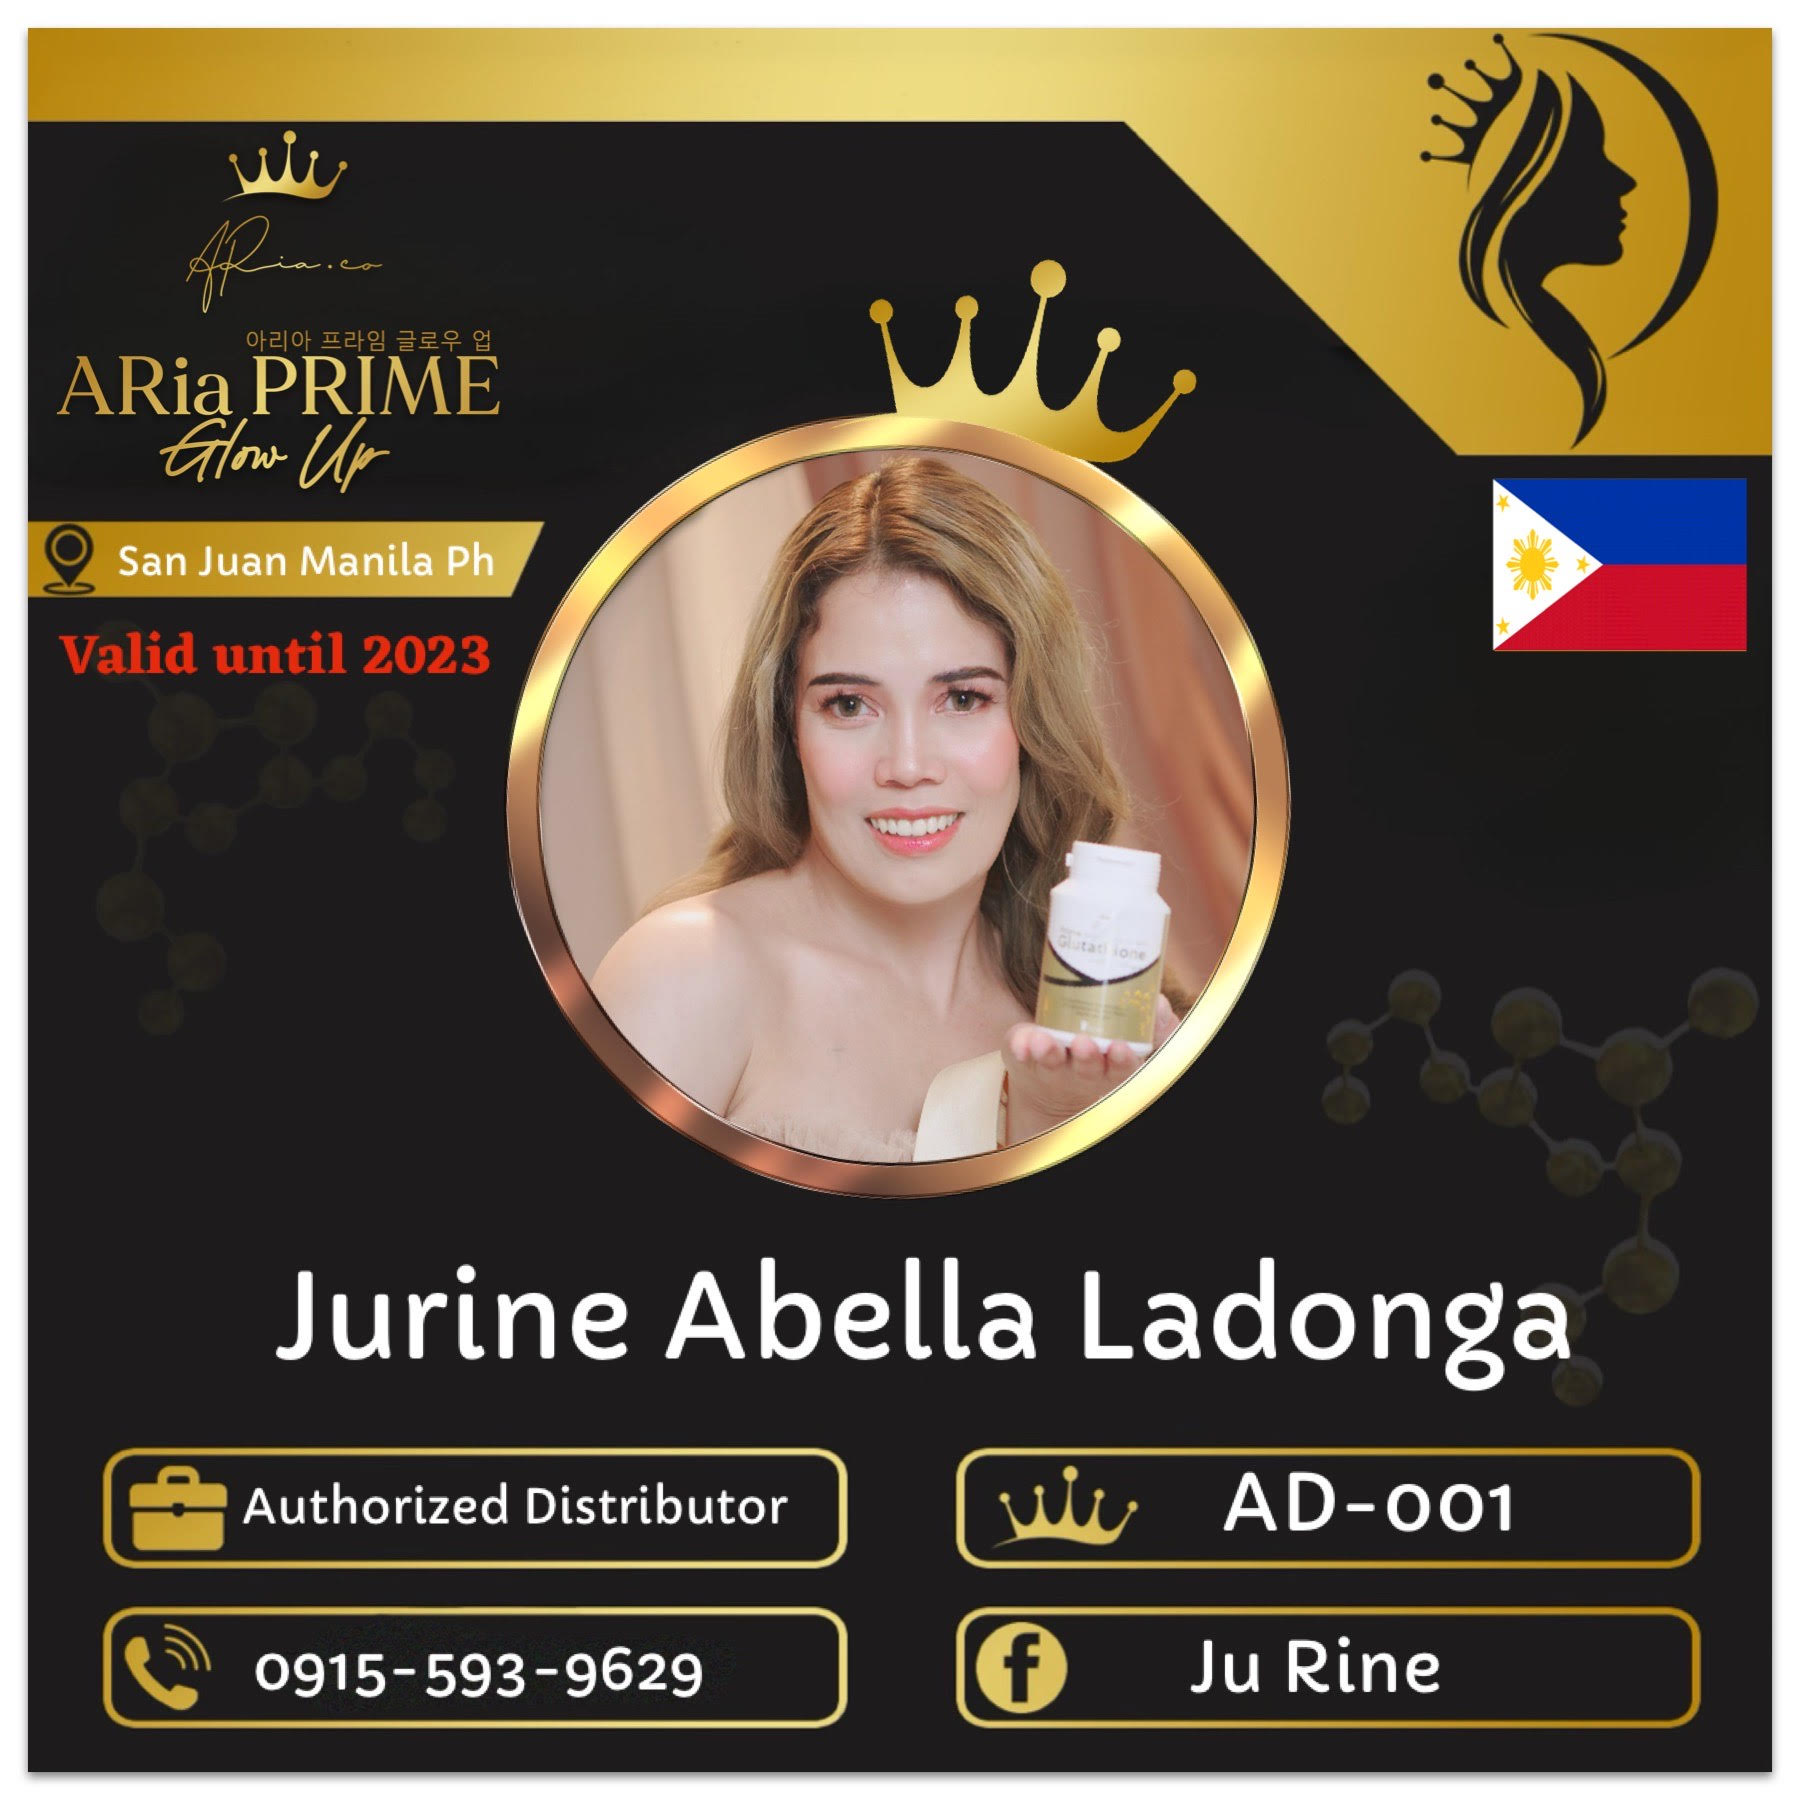 ARia.co
아리아 프라임 글로우 업
ARia PRIME
Glow Up
San Juan Manila Ph
Valid until 2023
Glutathione
Jurine Abella Ladonga
Authorized Distributor
AD-001
0915-593-9629
Ju Rine